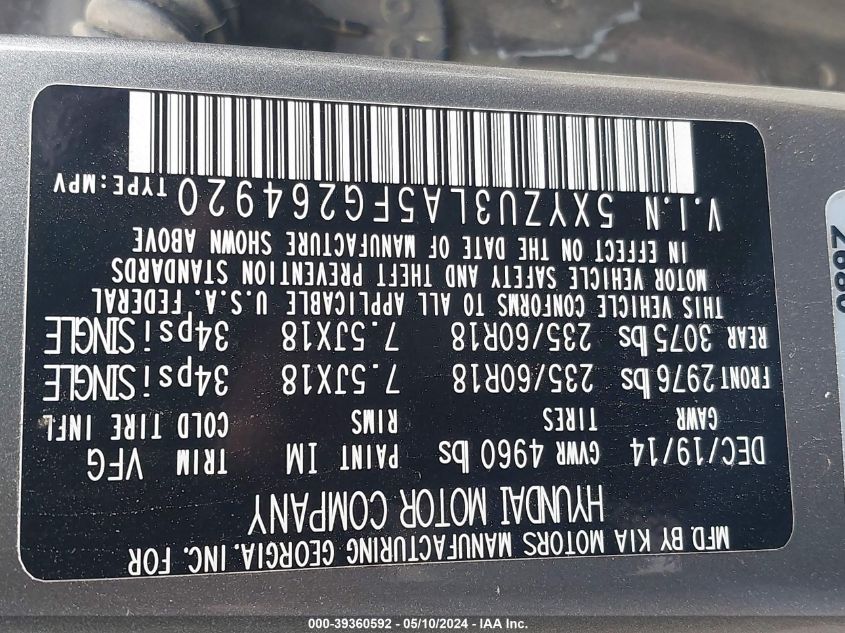 MFD. BY KIA MOTORS MANUFACTURING GEORGIA. INC. FOR
HYUNDAI MOTOR COMPANY
DEC/19/14 GVWR 4960 lbs PAINT IM TRIM VFG
GAWR TIRES RIMS COLD TIRE INFL
FRONT 2976 lbs 235/60R18 7.5JX18 34psi SINGLE
REAR 3075 lbs 235/60R18 7.5JX18 34psi SINGLE
THIS VEHICLE CONFORMS TO ALL APPLICABLE U.S.A. FEDERAL
MOTOR VEHICLE SAFETY AND THEFT PREVENTION STANDARDS
IN EFFECT ON THE DATE OF MANUFACTURE SHOWN ABOVE
V.I.N 5XYZU3LA5FG264920 TYPE:MPV
000-39360592 - 05/10/2024 - IAA Inc.